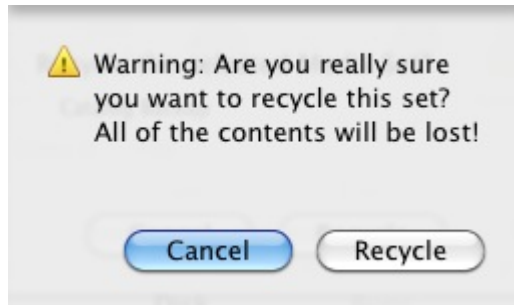 Warning: Are you really sure
you want to recycle this set?
All of the contents will be lost!
Cancel
Recycle